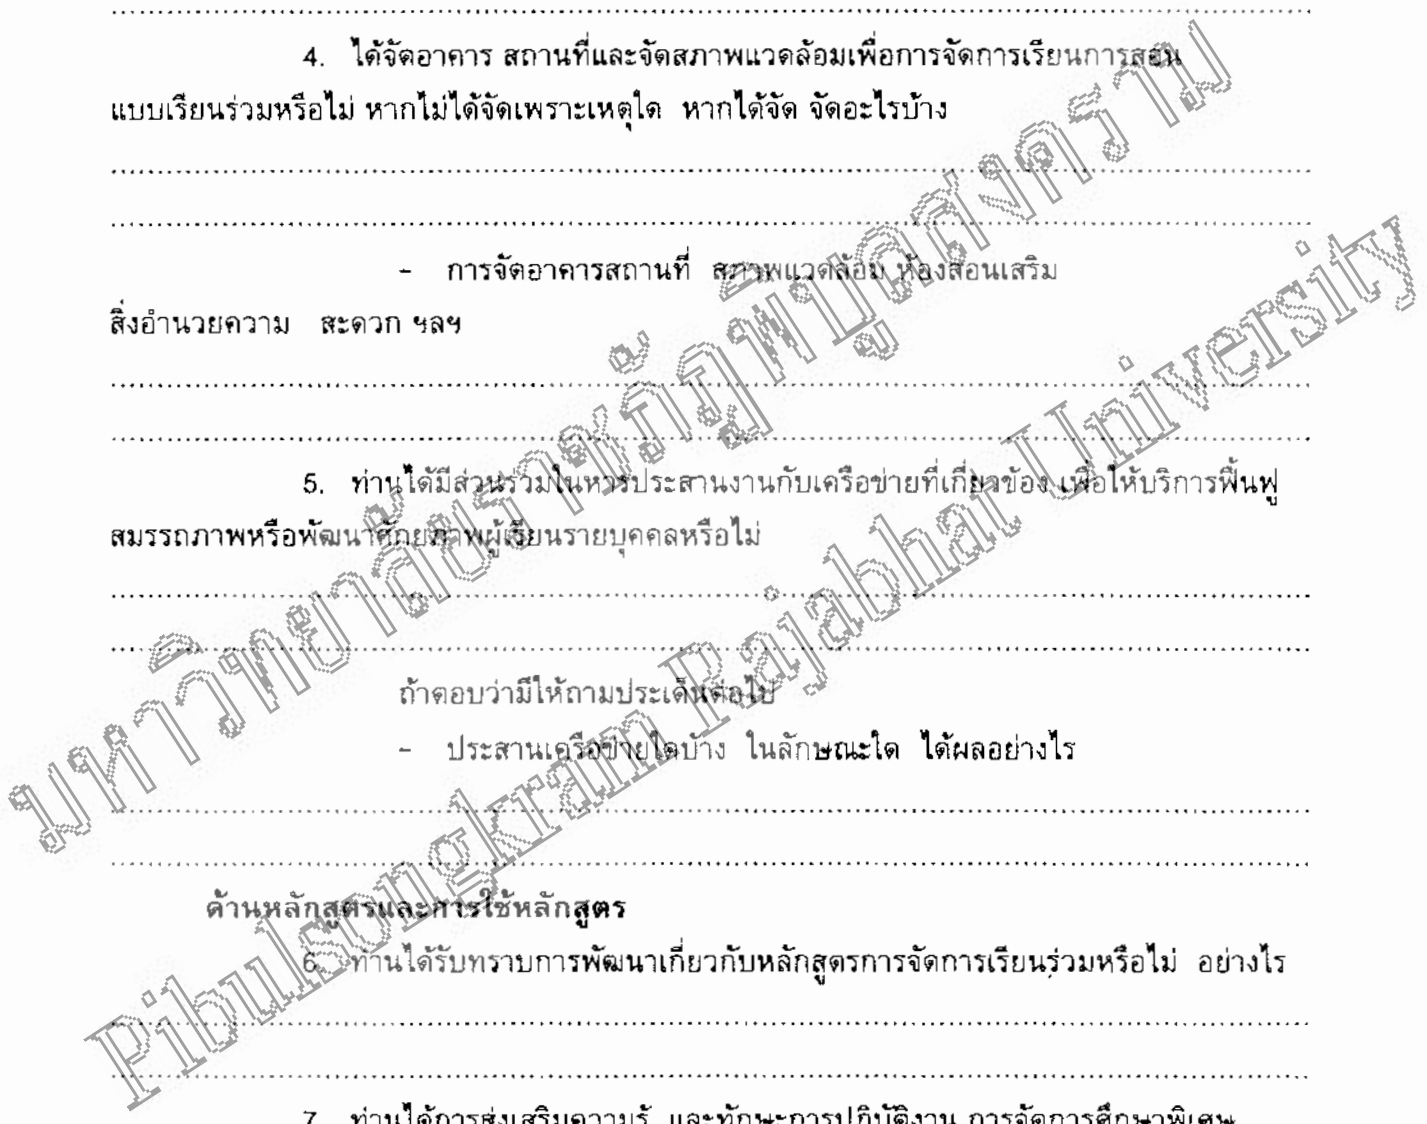 4. ได้จัดอาคาร สถานที่และจัดสภาพแวดล้อมเพื่อการจัดการเรียนการสอน
แบบเรียนร่วมหรือไม่ หากไม่ได้จัดเพราะเหตุใด หากได้จัด จัดอะไรบ้าง
- การจัดอาคารสถานที่ สภาพแวดล้อม ห้องสอนเสริม
สิ่งอำนวยความ สะดวก ฯลฯ
5. ท่านได้มีส่วนร่วมในหารประสานงานกับเครือข่ายที่เกี่ยวข้อง เพื่อให้บริการฟื้นฟู
สมรรถภาพหรือพัฒนาศักยภาพผู้เรียนรายบุคคลหรือไม่
ถ้าตอบว่ามีให้ถามประเด็นต่อไป
- ประสานเครือข่ายใดบ้าง ในลักษณะใด ได้ผลอย่างไร
ด้านหลักสูตรและการใช้หลักสูตร
6. ท่านได้รับทราบการพัฒนาเกี่ยวกับหลักสูตรการจัดการเรียนร่วมหรือไม่ อย่างไร
7. ท่านได้การส่งเสริมความรู้ และทักษะการปฏิบัติงาน การจัดการศึกษาพิเศษ
มหาวิทยาลัยราชภัฏพิบูลสงคราม
Pibulsongkram Rajabhat University